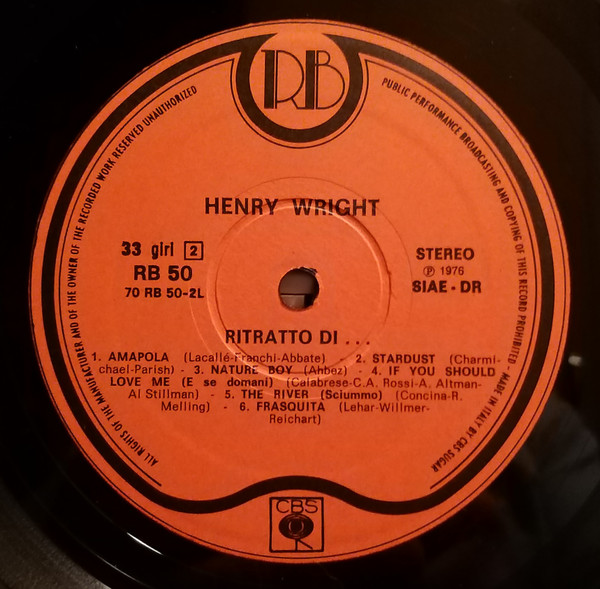 RB
ALL RIGHTS OF THE MANUFACTURER AND OF THE OWNER OF THE RECORDED WORK RESERVED UNAUTHORIZED
PUBLIC PERFORMANCE BROADCASTING AND COPYING OF THIS RECORD PROHIBITED - MADE IN ITALY BY CBS SUGAR
HENRY WRIGHT
33 giri 2
RB 50
70 RB 50-2L
STEREO
Ⓟ 1976
SIAE - DR
RITRATTO DI . . .
1. AMAPOLA (Lacallé-Franchi-Abbate) - 2. STARDUST (Charmi-
chael-Parish) - 3. NATURE BOY (Ahbez) - 4. IF YOU SHOULD
LOVE ME (E se domani) (Calabrese-C.A. Rossi-A. Altman-
Al Stillman) - 5. THE RIVER (Sciummo) (Concina-R.
Melling) - 6. FRASQUITA (Lehar-Willmer-
Reichart)
CBS